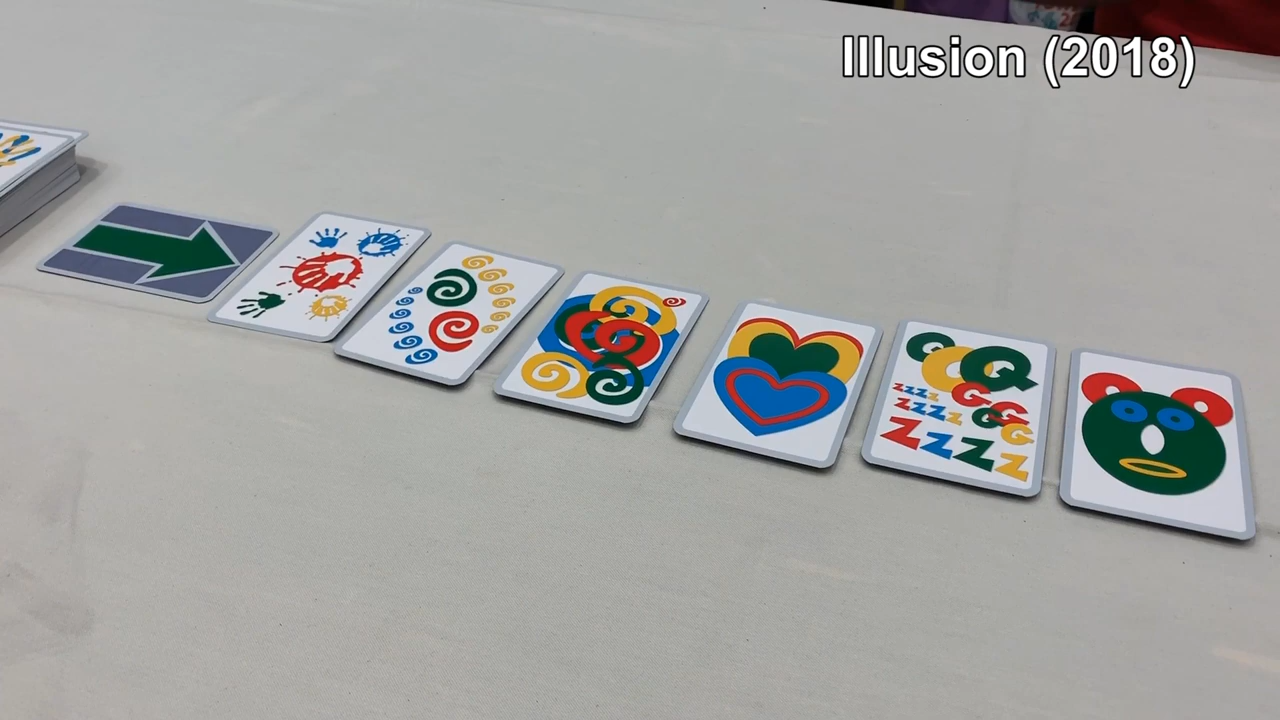 Illusion (2018)
Q
G Q
z z z z G G
z z z z z G G
Z Z Z Z